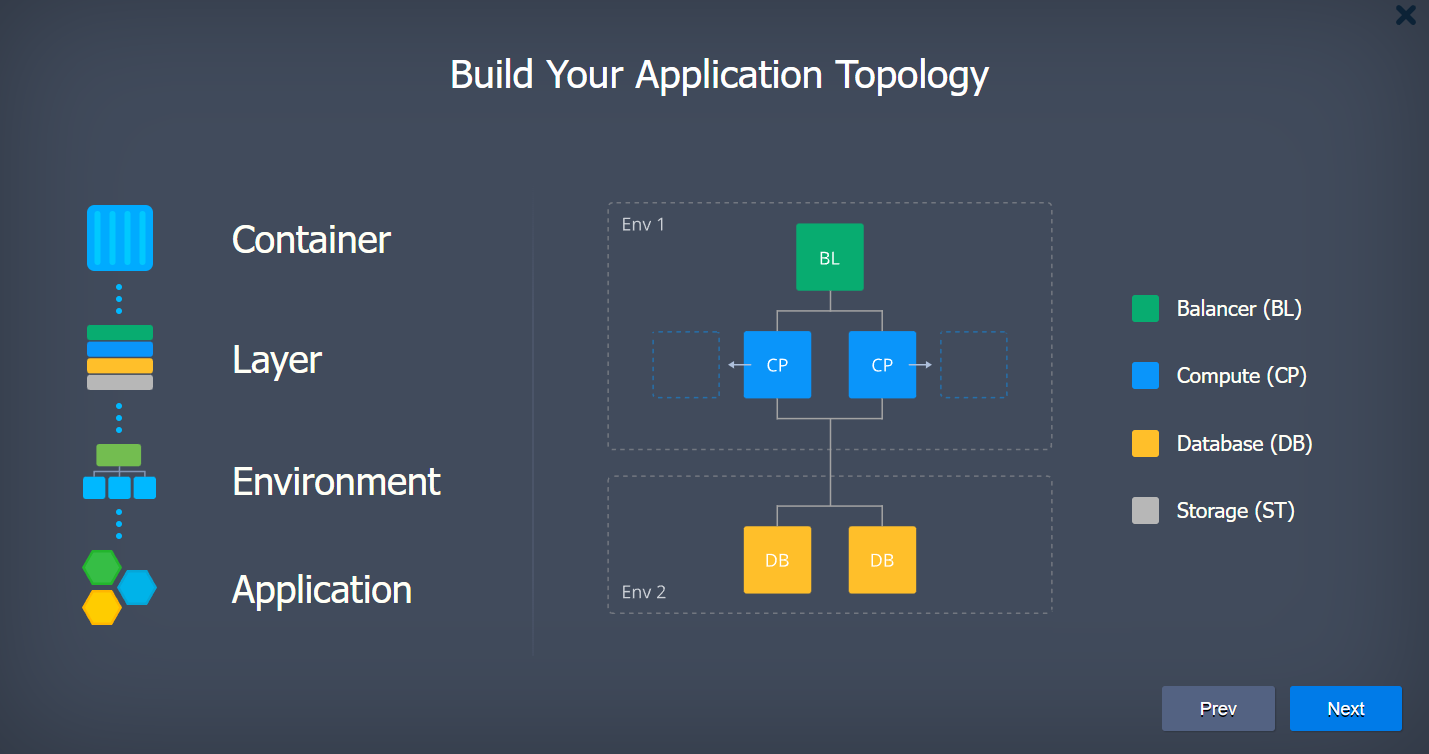 Build Your Application Topology
Container
Layer
Environment
Application
Env 1
BL
CP
CP
DB
DB
Env 2
Balancer (BL)
Compute (CP)
Database (DB)
Storage (ST)
Prev
Next